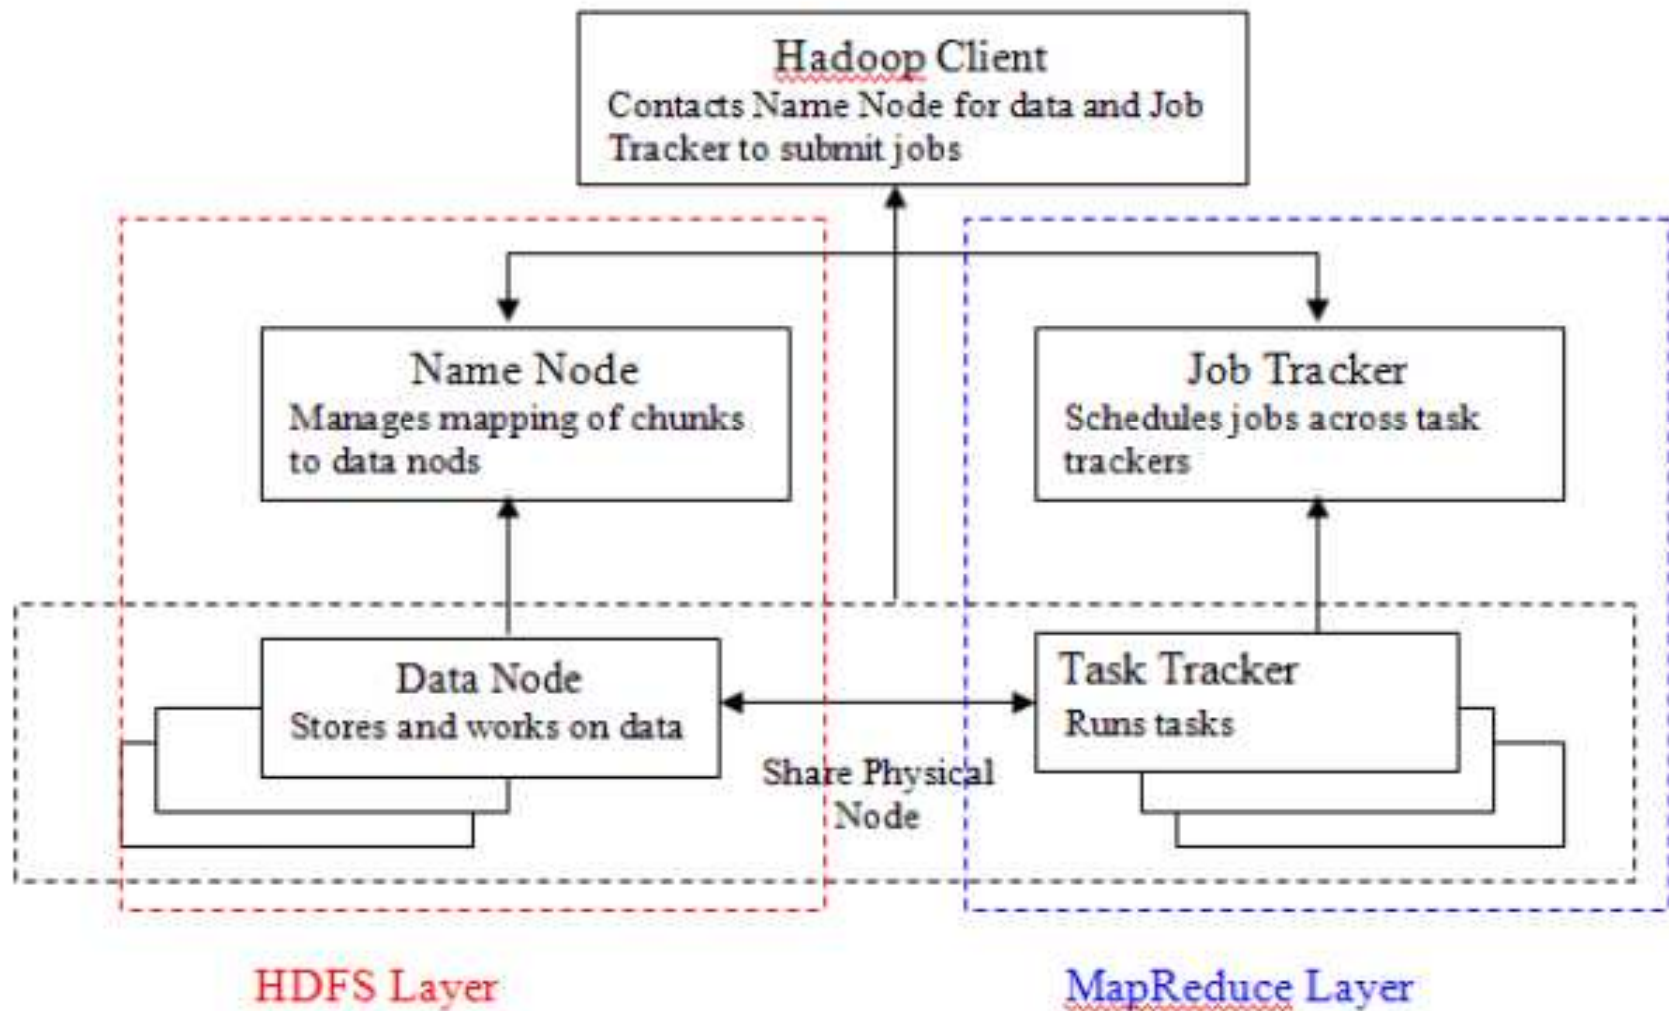 Hadoop Client
Contacts Name Node for data and Job
Tracker to submit jobs
Name Node
Manages mapping of chunks
to data nods
Job Tracker
Schedules jobs across task
trackers
Data Node
Stores and works on data
Task Tracker
Runs tasks
Share Physical
Node
HDFS Layer
MapReduce Layer